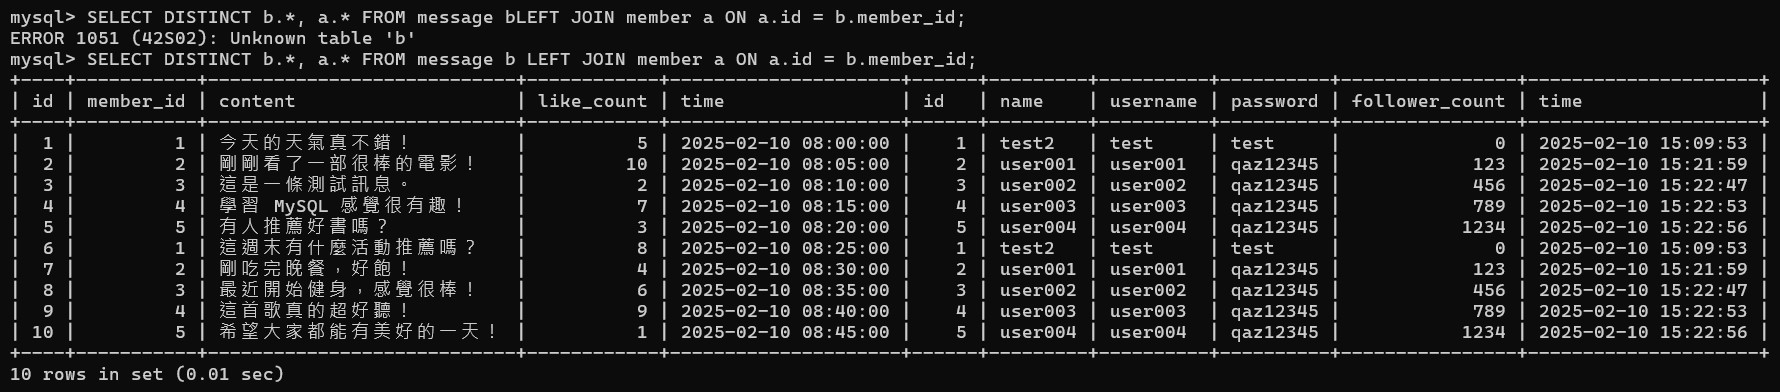 mysql> SELECT DISTINCT b.*, a.* FROM message bLEFT JOIN member a ON a.id = b.member_id;
ERROR 1051 (42S02): Unknown table 'b'
mysql> SELECT DISTINCT b.*, a.* FROM message b LEFT JOIN member a ON a.id = b.member_id;
+----+-----------+----------------------------+------------+---------------------+------+---------+----------+----------+----------------+---------------------+
| id | member_id | content | like_count | time | id | name | username | password | follower_count | time |
+----+-----------+----------------------------+------------+---------------------+------+---------+----------+----------+----------------+---------------------+
| 1 | 1 | 今天的天氣真不錯！ | 5 | 2025-02-10 08:00:00 | 1 | test2 | test | test | 0 | 2025-02-10 15:09:53 |
| 2 | 2 | 剛剛看了一部很棒的電影！ | 10 | 2025-02-10 08:05:00 | 2 | user001 | user001 | qaz12345 | 123 | 2025-02-10 15:21:59 |
| 3 | 3 | 這是一條測試訊息。 | 2 | 2025-02-10 08:10:00 | 3 | user002 | user002 | qaz12345 | 456 | 2025-02-10 15:22:47 |
| 4 | 4 | 學習 MySQL 感覺很有趣！ | 7 | 2025-02-10 08:15:00 | 4 | user003 | user003 | qaz12345 | 789 | 2025-02-10 15:22:53 |
| 5 | 5 | 有人推薦好書嗎？ | 3 | 2025-02-10 08:20:00 | 5 | user004 | user004 | qaz12345 | 1234 | 2025-02-10 15:22:56 |
| 6 | 1 | 這週末有什麼活動推薦嗎？ | 8 | 2025-02-10 08:25:00 | 1 | test2 | test | test | 0 | 2025-02-10 15:09:53 |
| 7 | 2 | 剛吃完晚餐，好飽！ | 4 | 2025-02-10 08:30:00 | 2 | user001 | user001 | qaz12345 | 123 | 2025-02-10 15:21:59 |
| 8 | 3 | 最近開始健身，感覺很棒！ | 6 | 2025-02-10 08:35:00 | 3 | user002 | user002 | qaz12345 | 456 | 2025-02-10 15:22:47 |
| 9 | 4 | 這首歌真的超好聽！ | 9 | 2025-02-10 08:40:00 | 4 | user003 | user003 | qaz12345 | 789 | 2025-02-10 15:22:53 |
| 10 | 5 | 希望大家都能有美好的一天！ | 1 | 2025-02-10 08:45:00 | 5 | user004 | user004 | qaz12345 | 1234 | 2025-02-10 15:22:56 |
+----+-----------+----------------------------+------------+---------------------+------+---------+----------+----------+----------------+---------------------+
10 rows in set (0.01 sec)